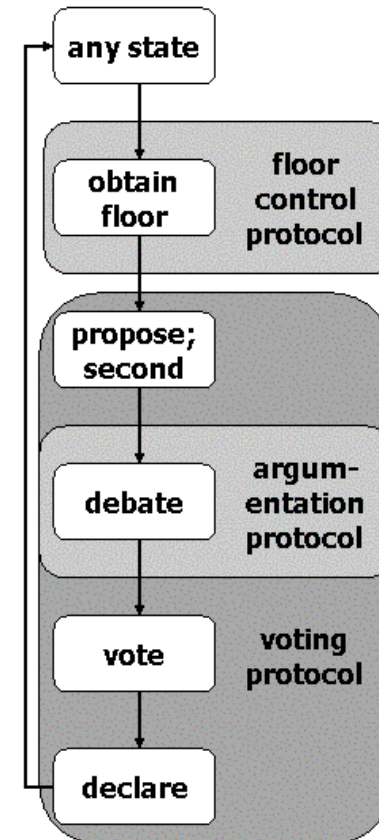 any state
obtain
floor
floor
control
protocol
propose;
second
debate
argum-
entation
protocol
vote
voting
protocol
declare